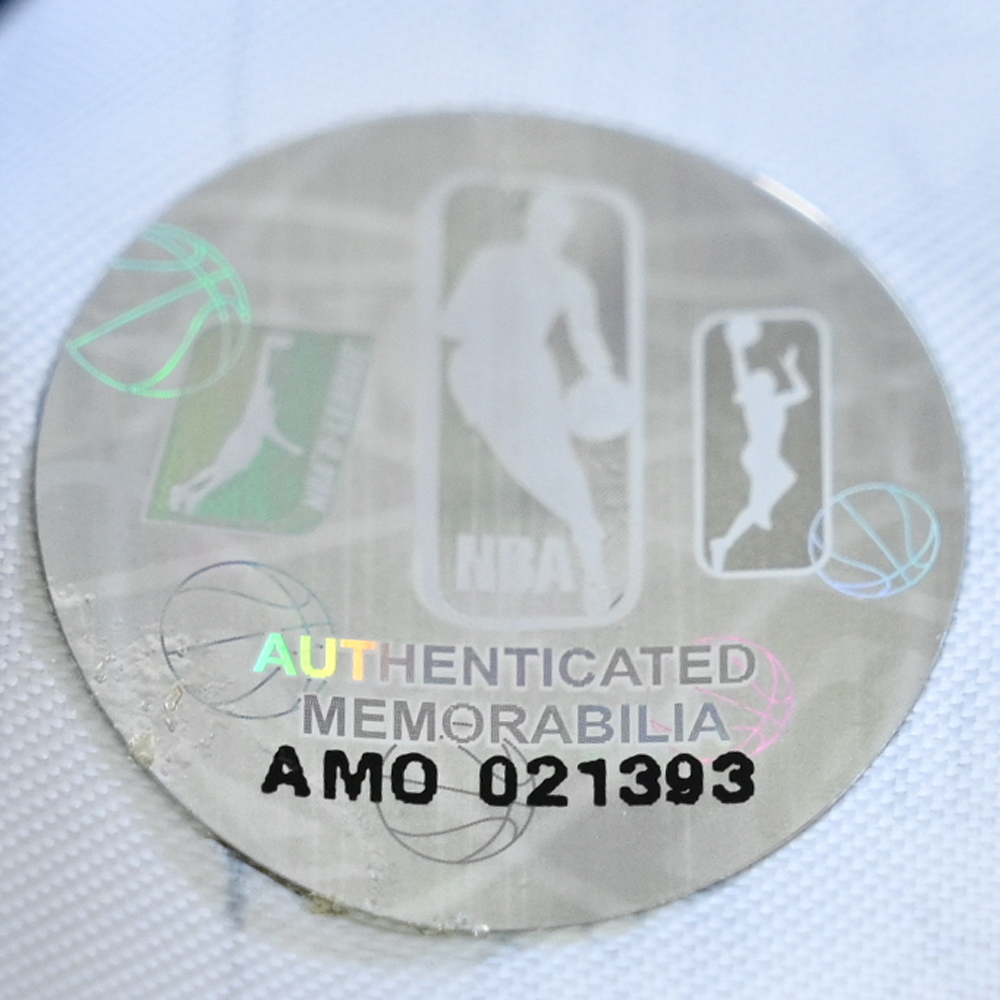 NBA
AUTHENTICATED
MEMORABILIA
AMO 021393